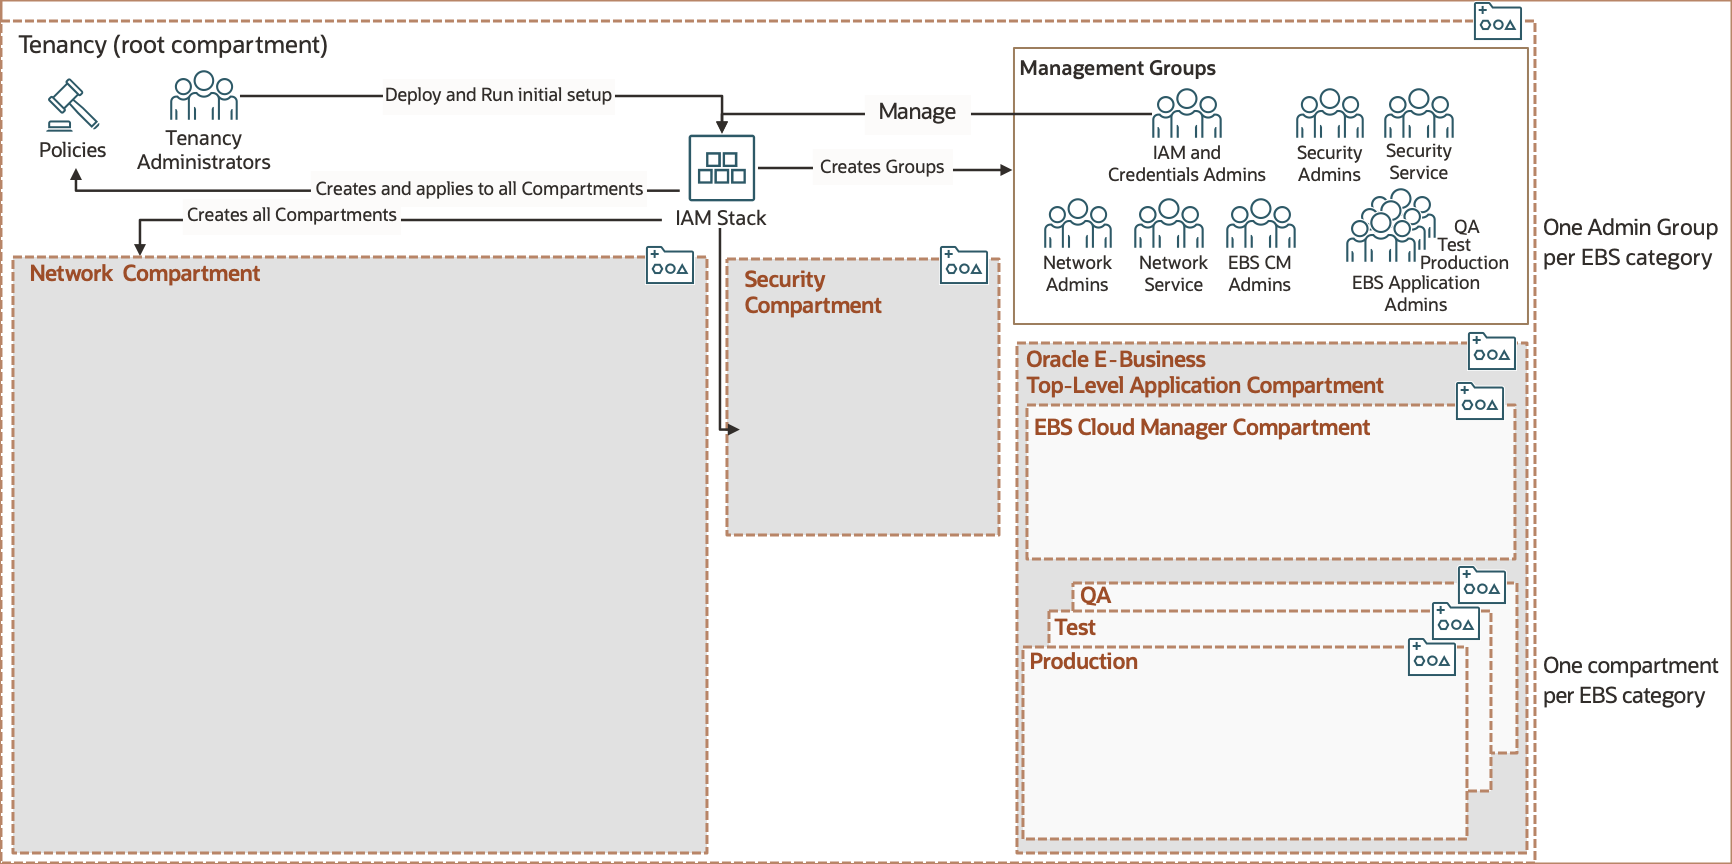 Tenancy (root compartment)
Policies
Tenancy
Administrators
Deploy and Run initial setup
Manage
Creates Groups
Creates and applies to all Compartments
Creates all Compartments
IAM Stack
Management Groups
IAM and
Credentials Admins
Security
Admins
Security
Service
Network
Admins
Network
Service
EBS CM
Admins
QA
Test
Production
EBS Application
Admins
One Admin Group
per EBS category
Network Compartment
Security
Compartment
Oracle E-Business
Top-Level Application Compartment
EBS Cloud Manager Compartment
QA
Test
Production
One compartment
per EBS category